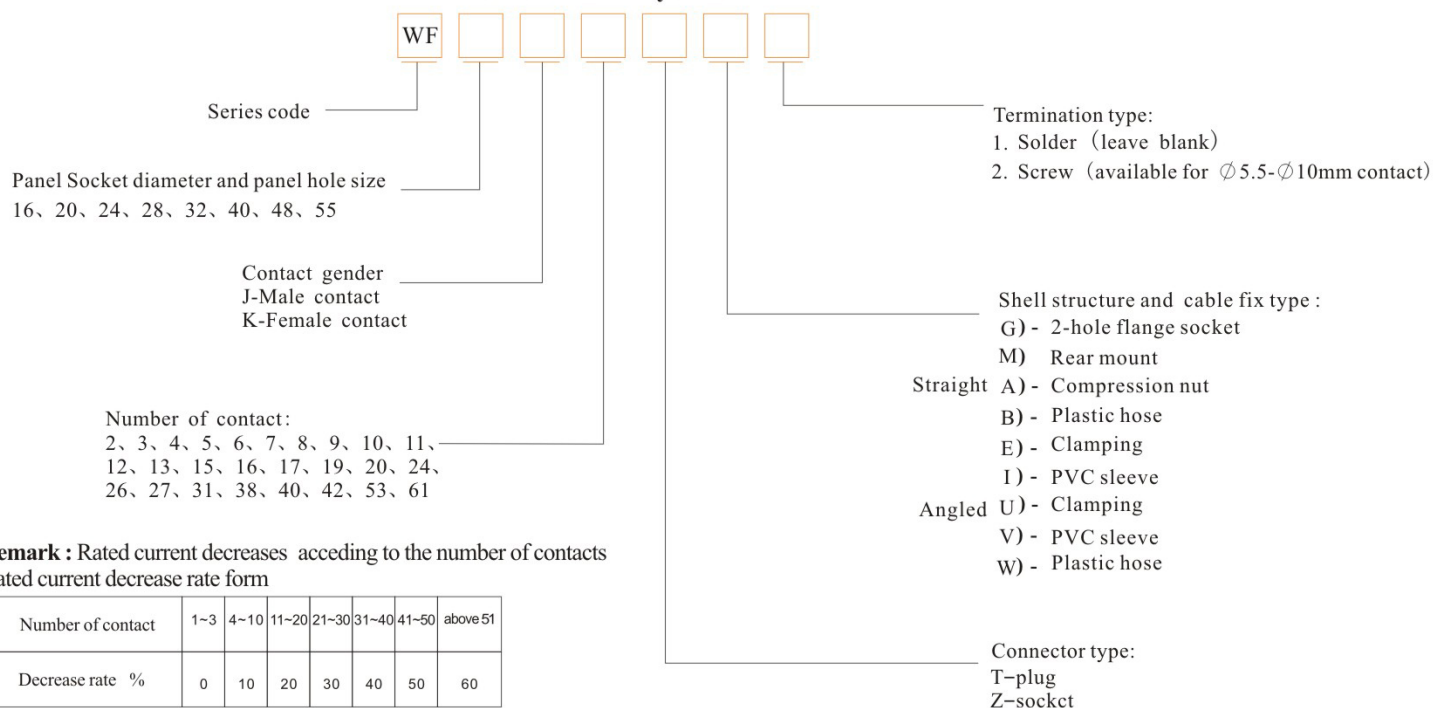 WF
Series code
Panel Socket diameter and panel hole size
16、20、24、28、32、40、48、55
Contact gender
J-Male contact
K-Female contact
Number of contact:
2、3、4、5、6、7、8、9、10、11、
12、13、15、16、17、19、20、24、
26、27、31、38、40、42、53、61
Termination type:
1. Solder（leave blank）
2. Screw（available for ∅5.5-∅10mm contact）
Shell structure and cable fix type :
G) - 2-hole flange socket
M) Rear mount
Straight A) - Compression nut
B) - Plastic hose
E) - Clamping
I) - PVC sleeve
Angled U) - Clamping
V) - PVC sleeve
W) - Plastic hose
Connector type:
T-plug
Z-sockct
emark : Rated current decreases acceding to the number of contacts
ated current decrease rate form
Number of contact 1~3 4~10 11~20 21~30 31~40 41~50 above 51
Decrease rate % 0 10 20 30 40 50 60